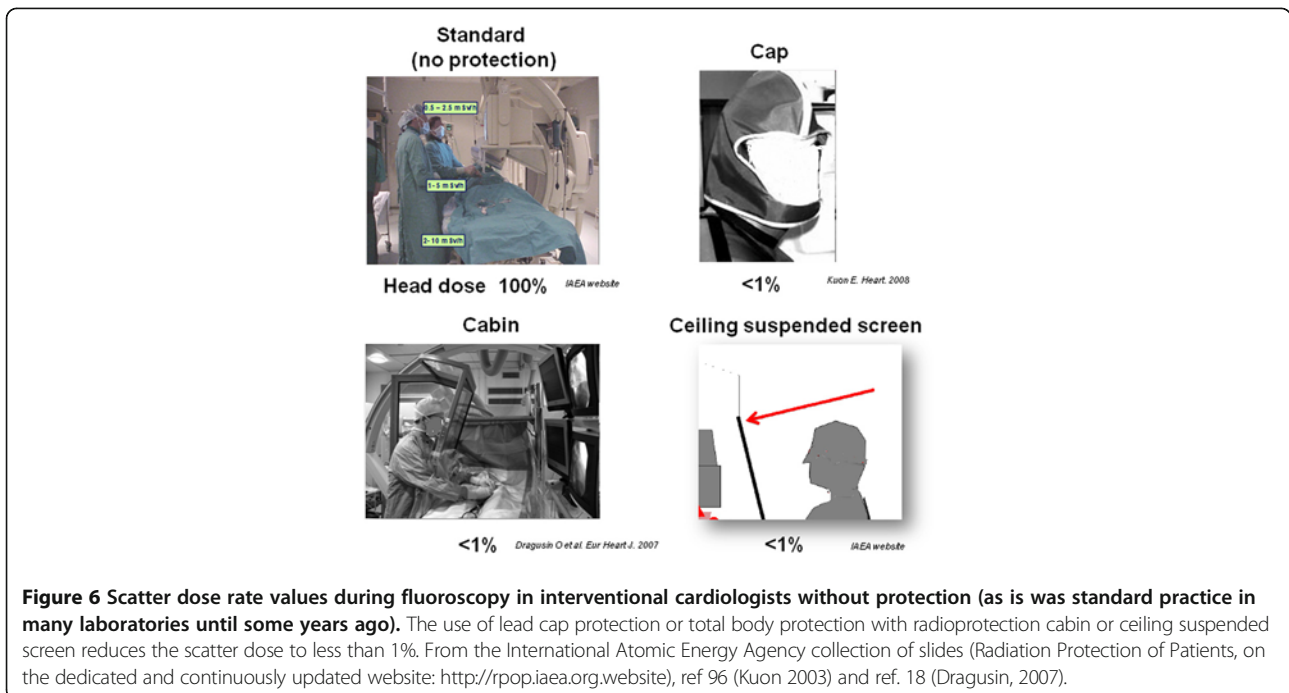 Standard
(no protection)
Cap
0.5 – 2.5 mSv/h
1- 5 mSv/h
2- 10 mSv/h
Head dose 100%
IAEA website
<1%
Kuon E. Heart. 2008
Cabin
Ceiling suspended screen
<1%
Dragusin O et al. Eur Heart J. 2007
<1%
IAEA website
Figure 6 Scatter dose rate values during fluoroscopy in interventional cardiologists without protection (as is was standard practice in
many laboratories until some years ago). The use of lead cap protection or total body protection with radioprotection cabin or ceiling suspended
screen reduces the scatter dose to less than 1%. From the International Atomic Energy Agency collection of slides (Radiation Protection of Patients, on
the dedicated and continuously updated website: http://rpop.iaea.org.website), ref 96 (Kuon 2003) and ref. 18 (Dragusin, 2007).